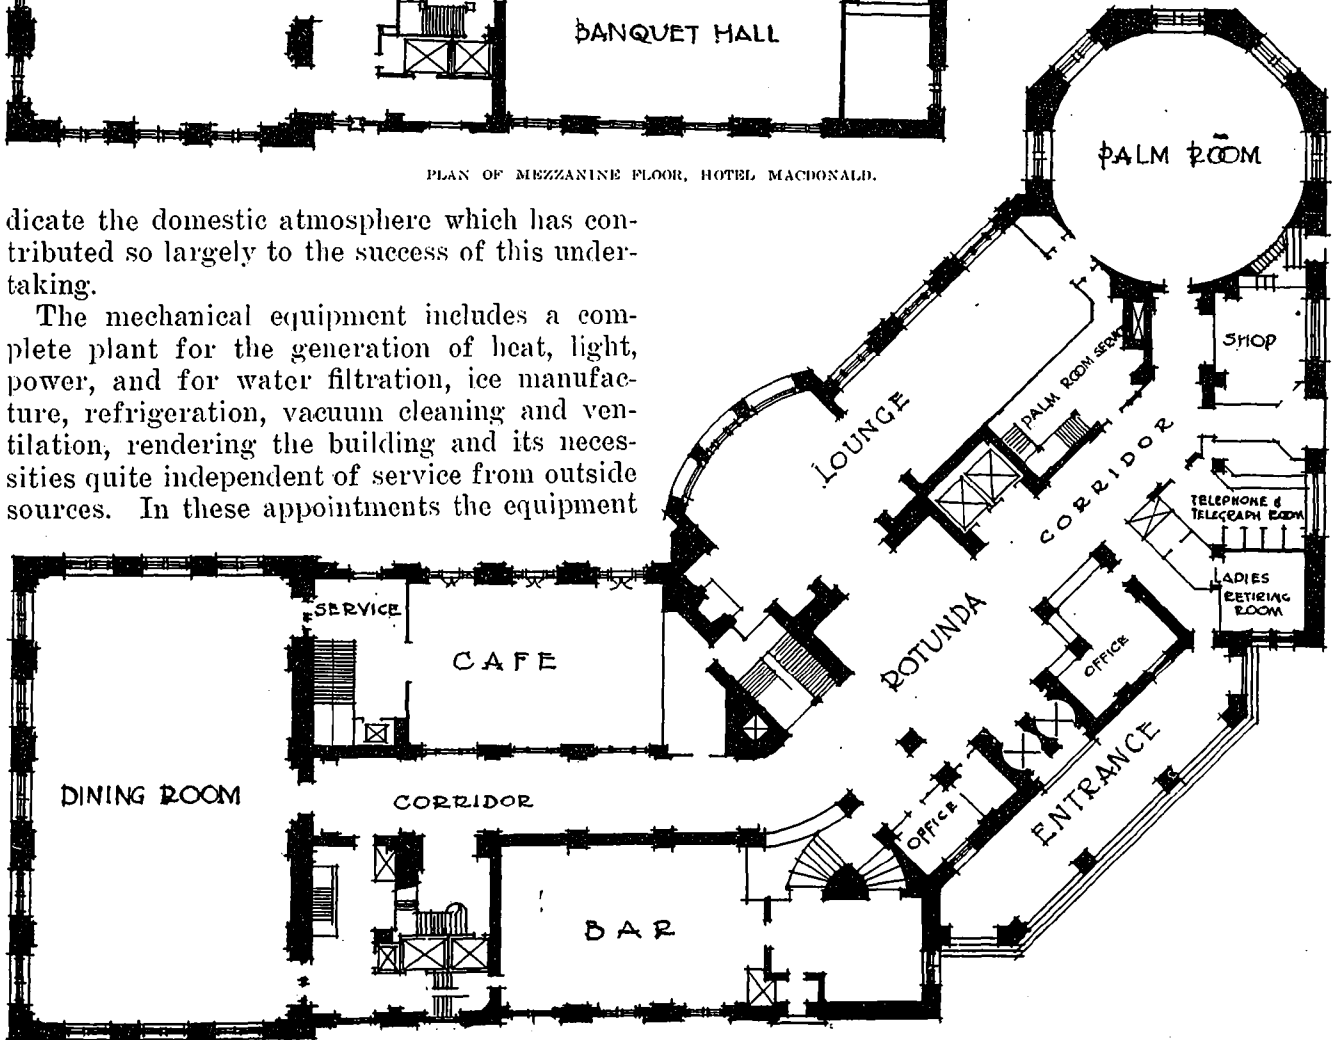 BANQUET HALL
PALM ROOM
PLAN OF MEZZANINE FLOOR, HOTEL MACDONALD.
dicate the domestic atmosphere which has con-
tributed so largely to the success of this under-
taking.
The mechanical equipment includes a com-
plete plant for the generation of heat, light,
power, and for water filtration, ice manufac-
ture, refrigeration, vacuum cleaning and ven-
tilation, rendering the building and its neces-
sities quite independent of service from outside
sources. In these appointments the equipment
SHOP
PALM ROOM SERVICE
LOUNGE
CORRIDOR
TELEPHONE &
TELEGRAPH ROOM
LADIES
RETIRING
ROOM
SERVICE
CAFE
ROTUNDA
OFFICE
ENTRANCE
DINING ROOM
CORRIDOR
OFFICE
BAR